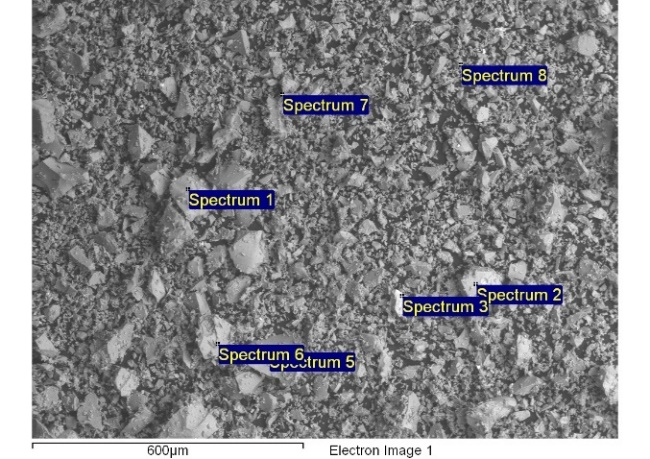 Spectrum 8
Spectrum 7
Spectrum 1
Spectrum 2
Spectrum 3
Spectrum 6
Spectrum 5
600µm
Electron Image 1